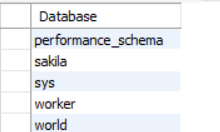 Database
performance_schema
sakila
sys
worker
world